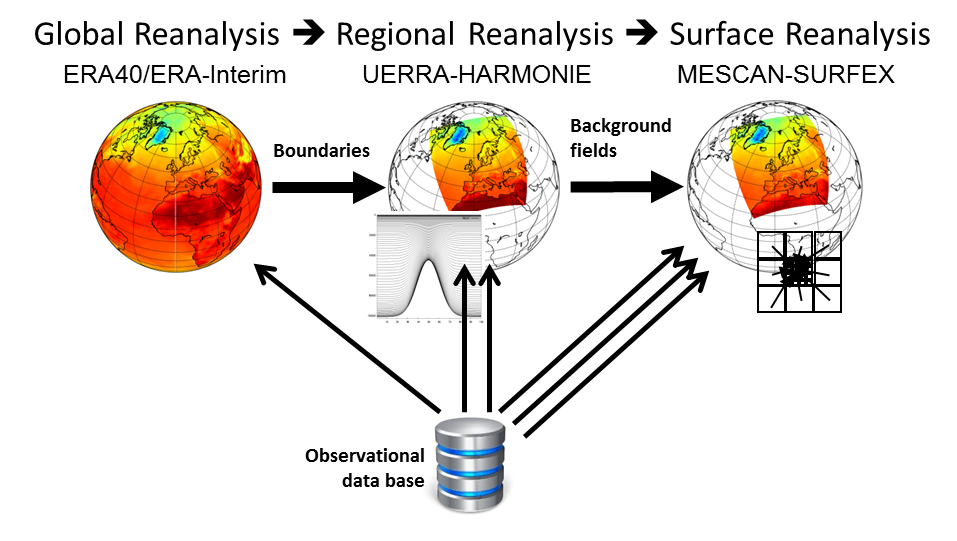 Global Reanalysis ➔ Regional Reanalysis ➔ Surface Reanalysis
ERA40/ERA-Interim UERRA-HARMONIE MESCAN-SURFEX
Boundaries
Background
fields
Observational
data base